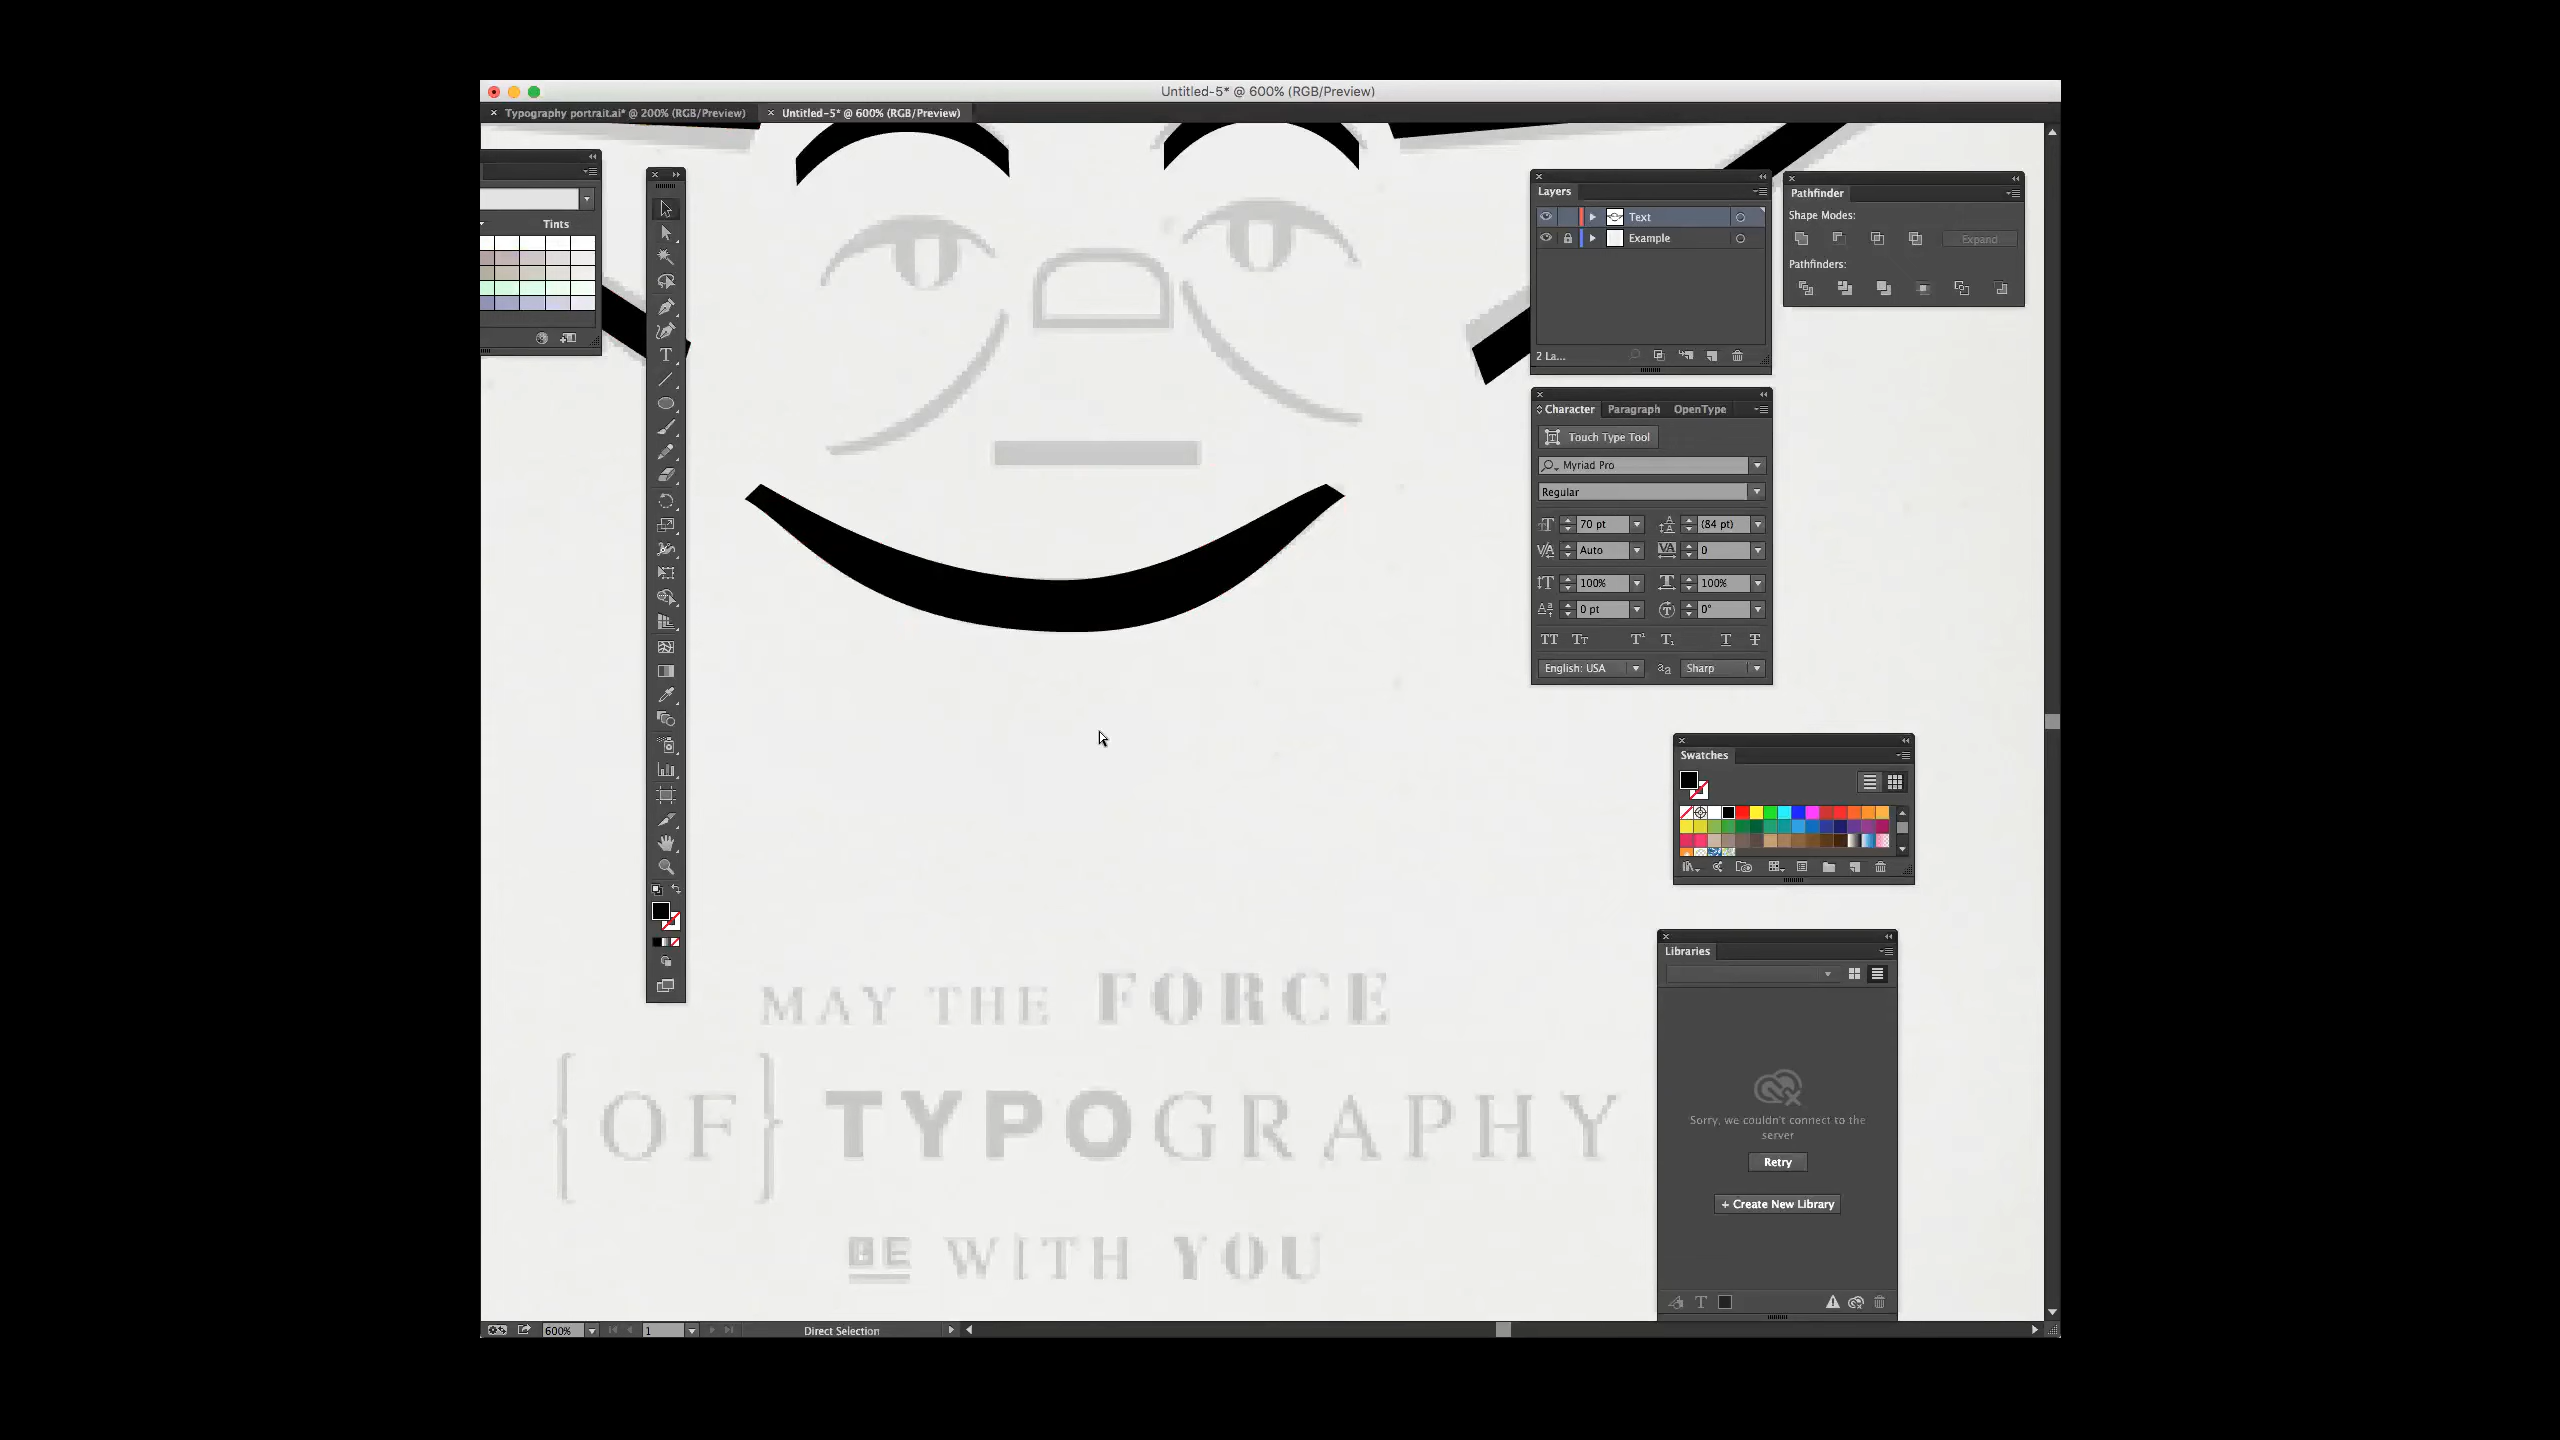 Untitled-5* @ 600% (RGB/Preview)
Typography portrait.ai* @ 200% (RGB/Preview)
Untitled-5* @ 600% (RGB/Preview)
Tints
Layers
Text
Example
2 La...
Pathfinder
Shape Modes:
Expand
Pathfinders:
Character Paragraph OpenType
Touch Type Tool
Myriad Pro
Regular
70 pt (84 pt)
Auto 0
100% 100%
0 pt 0°
English: USA Sharp
Swatches
Libraries
Sorry, we couldn't connect to the
server
Retry
+ Create New Library
MAY THE FORCE
{OF} TYPOGRAPHY
BE WITH YOU
600% 1 Direct Selection